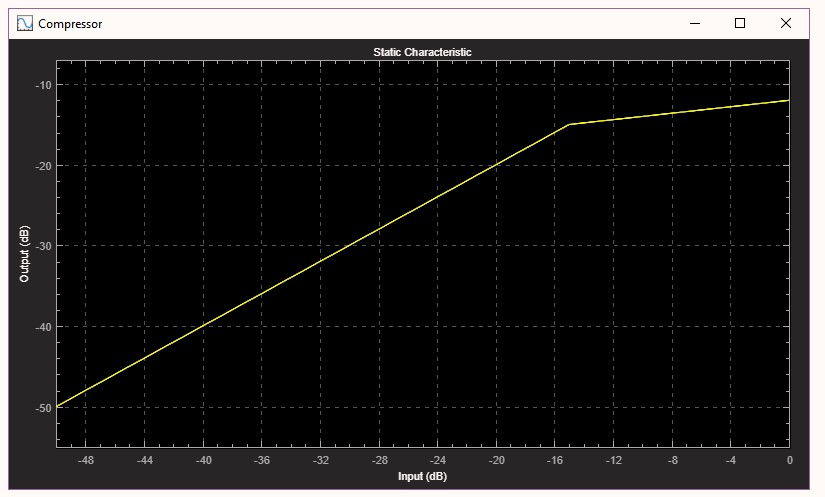 Compressor
Static Characteristic
-10
-20
-30
-40
-50
Output (dB)
-48 -44 -40 -36 -32 -28 -24 -20 -16 -12 -8 -4 0
Input (dB)